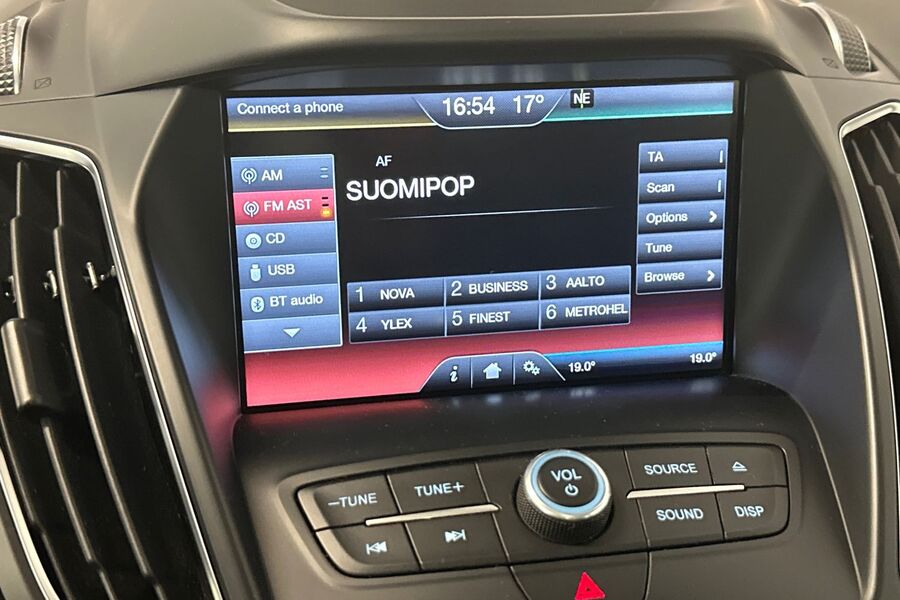 Connect a phone
16:54 17°
NE
AM
FM AST
CD
USB
BT audio
AF
SUOMIPOP
TA
Scan
Options
Tune
Browse
1 NOVA
2 BUSINESS
3 AALTO
4 YLEX
5 FINEST
6 METROHEL
i
19.0°
19.0°
–TUNE
TUNE+
VOL
SOURCE
SOUND
DISP